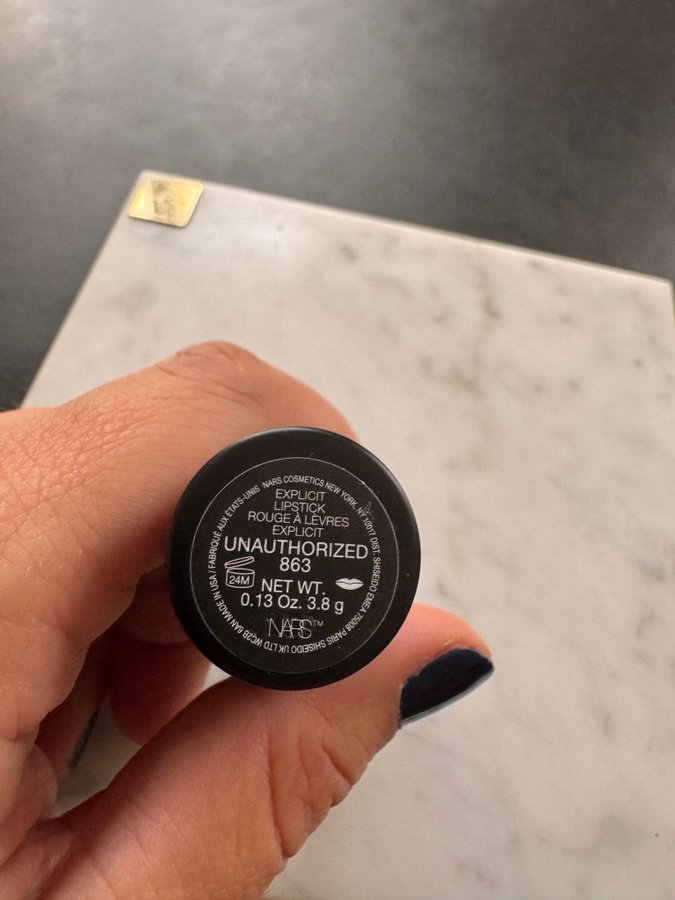 NARS COSMETICS NEW YORK, NY 10017 DIST. SHISEIDO EMEA 75008 PARIS SHISEIDO UK LTD WC2B 6AN MADE IN USA / FABRIQUÉ AUX ÉTATS-UNIS
EXPLICIT
LIPSTICK
ROUGE À LÈVRES
EXPLICIT
UNAUTHORIZED
863
24M
NET WT.
0.13 Oz. 3.8 g
NARS™